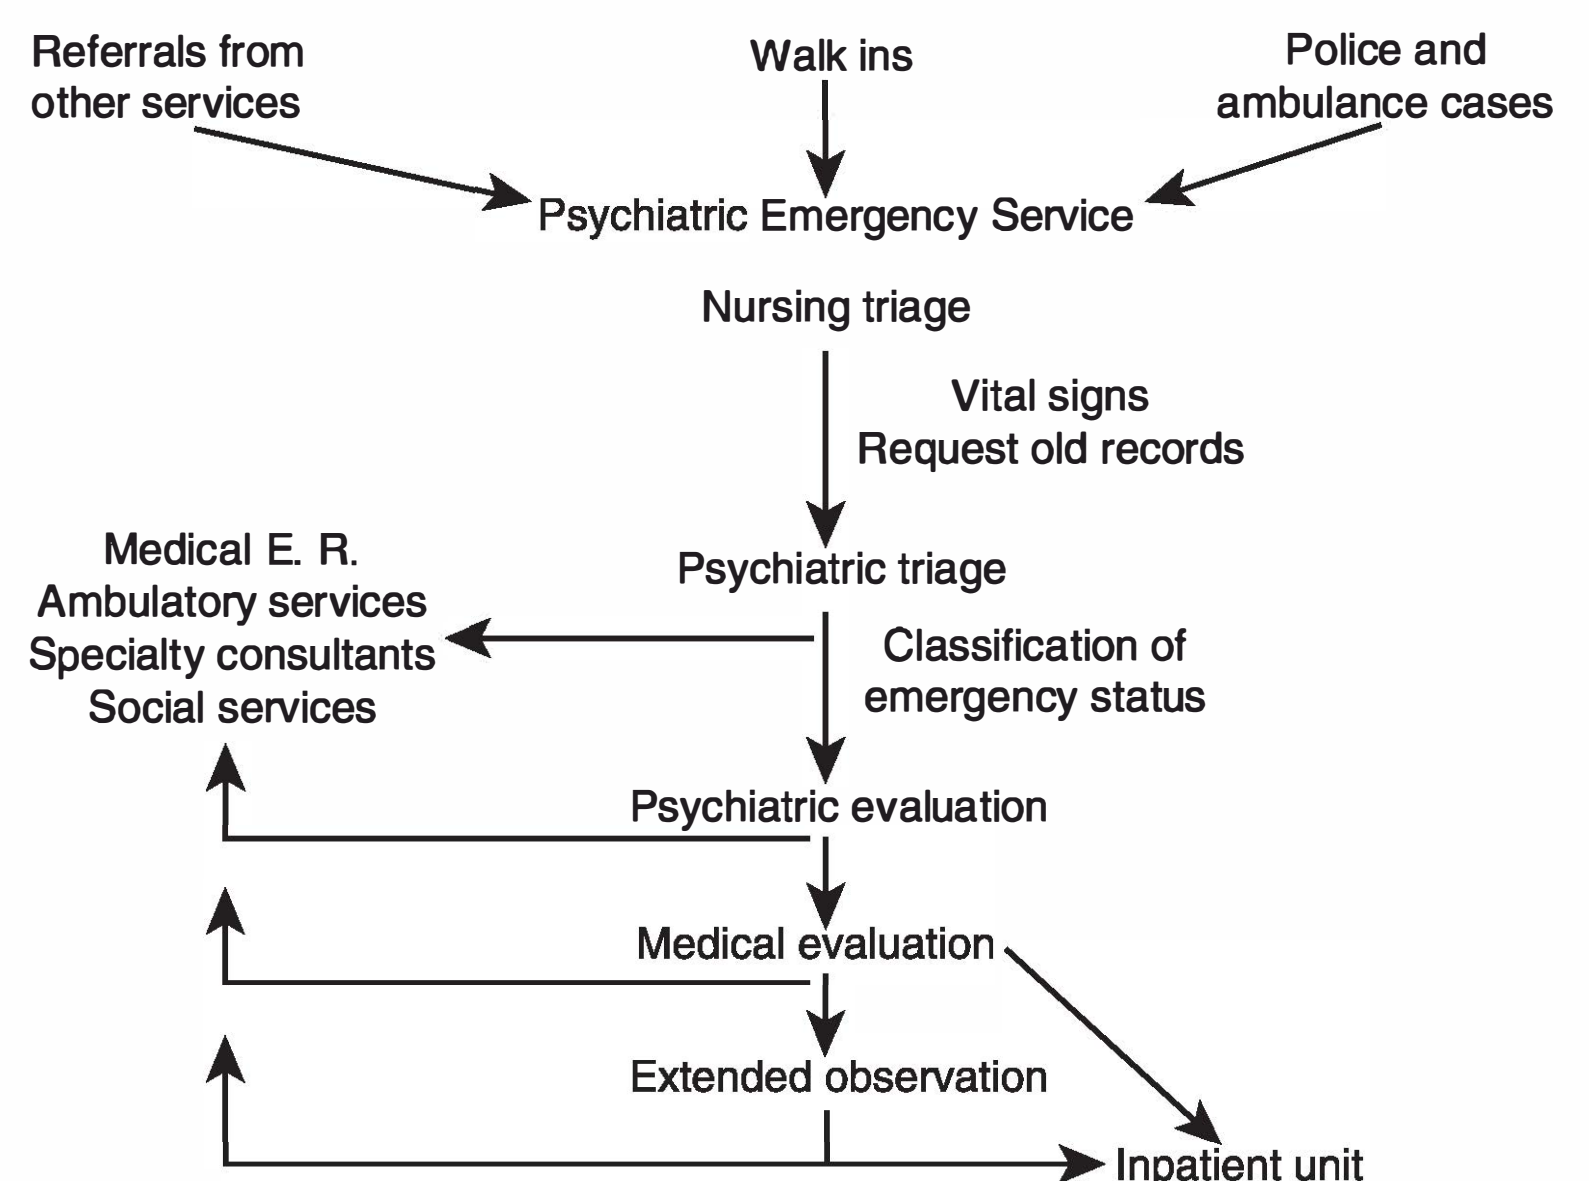 Referrals from
other services
Walk ins
Police and
ambulance cases
Psychiatric Emergency Service
Nursing triage
Vital signs
Request old records
Psychiatric triage
Medical E. R.
Ambulatory services
Specialty consultants
Social services
Classification of
emergency status
Psychiatric evaluation
Medical evaluation
Extended observation
Inpatient unit